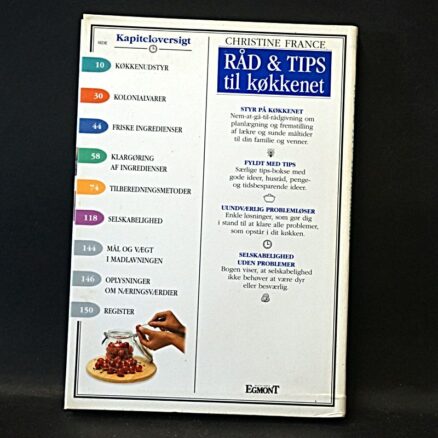 SIDE Kapiteloversigt
10 KØKKENUDSTYR
30 KOLONIALVARER
44 FRISKE INGREDIENSER
58 KLARGØRING
AF INGREDIENSER
74 TILBEREDNINGSMETODER
118 SELSKABELIGHED
144 MÅL OG VÆGT
I MADLAVNINGEN
146 OPLYSNINGER
OM NÆRINGSVÆRDIER
150 REGISTER
CHRISTINE FRANCE
RÅD & TIPS
til køkkenet
STYR PÅ KØKKENET
Nem-at-gå-til-rådgivning om
planlægning og fremstilling
af lækre og sunde måltider
til din familie og venner.
FYLDT MED TIPS
Særlige tips-bokse med
gode ideer, husråd, penge-
og tidsbesparende ideer.
UUNDVÆRLIG PROBLEMLØSER
Enkle løsninger, som gør dig
i stand til at klare alle problemer,
som opstår i dit køkken.
SELSKABELIGHED
UDEN PROBLEMER
Bogen viser, at selskabelighed
ikke behøver at være dyr
eller besværlig.
EGMONT